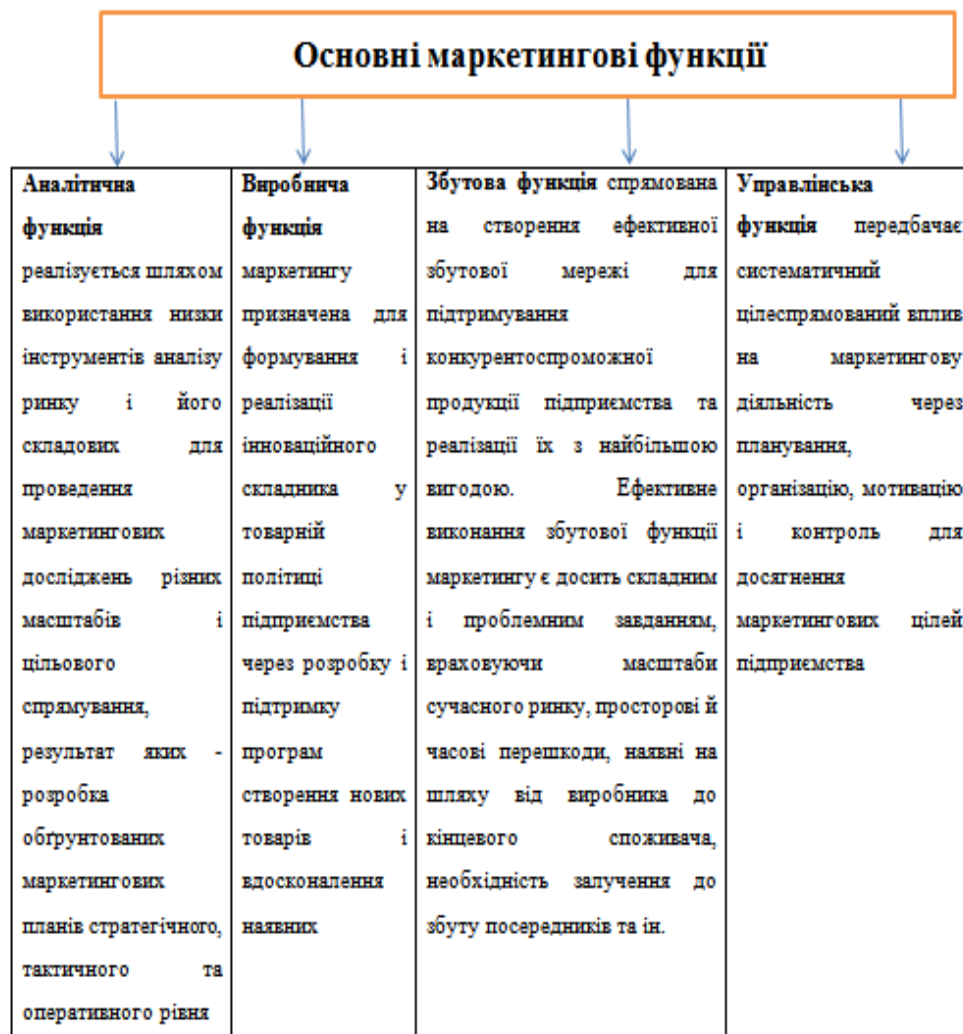 Основні маркетингові функції
Аналітична
функція
реалізується шляхом
використання низки
інструментів аналізу
ринку і його
складових для
проведення
маркетингових
досліджень різних
масштабів і
цільового
спрямування,
результат яких -
розробка
обґрунтованих
маркетингових
планів стратегічного,
тактичного та
оперативного рівня
Виробнича
функція
маркетингу
призначена для
формування і
реалізації
інноваційного
складника у
товарній
політиці
підприємства
через розробку і
підтримку
програм
створення нових
товарів і
вдосконалення
наявних
Збутова функція спрямована
на створення ефективної
збутової мережі для
підтримування
конкурентоспроможної
продукції підприємства та
реалізації їх з найбільшою
вигодою. Ефективне
виконання збутової функції
маркетингу є досить складним
і проблемним завданням,
враховуючи масштаби
сучасного ринку, просторові й
часові перешкоди, наявні на
шляху від виробника до
кінцевого споживача,
необхідність залучення до
збуту посередників та ін.
Управлінська
функція передбачає
систематичний
цілеспрямований вплив
на маркетингову
діяльність через
планування,
організацію, мотивацію
і контроль для
досягнення
маркетингових цілей
підприємства